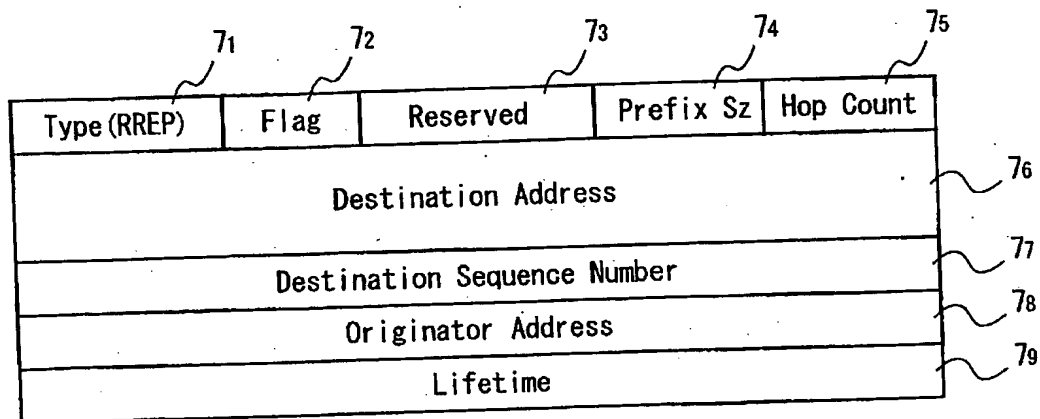 71 72 73 74 75
Type(RREP) Flag Reserved Prefix Sz Hop Count
Destination Address 76
Destination Sequence Number 77
Originator Address 78
Lifetime 79